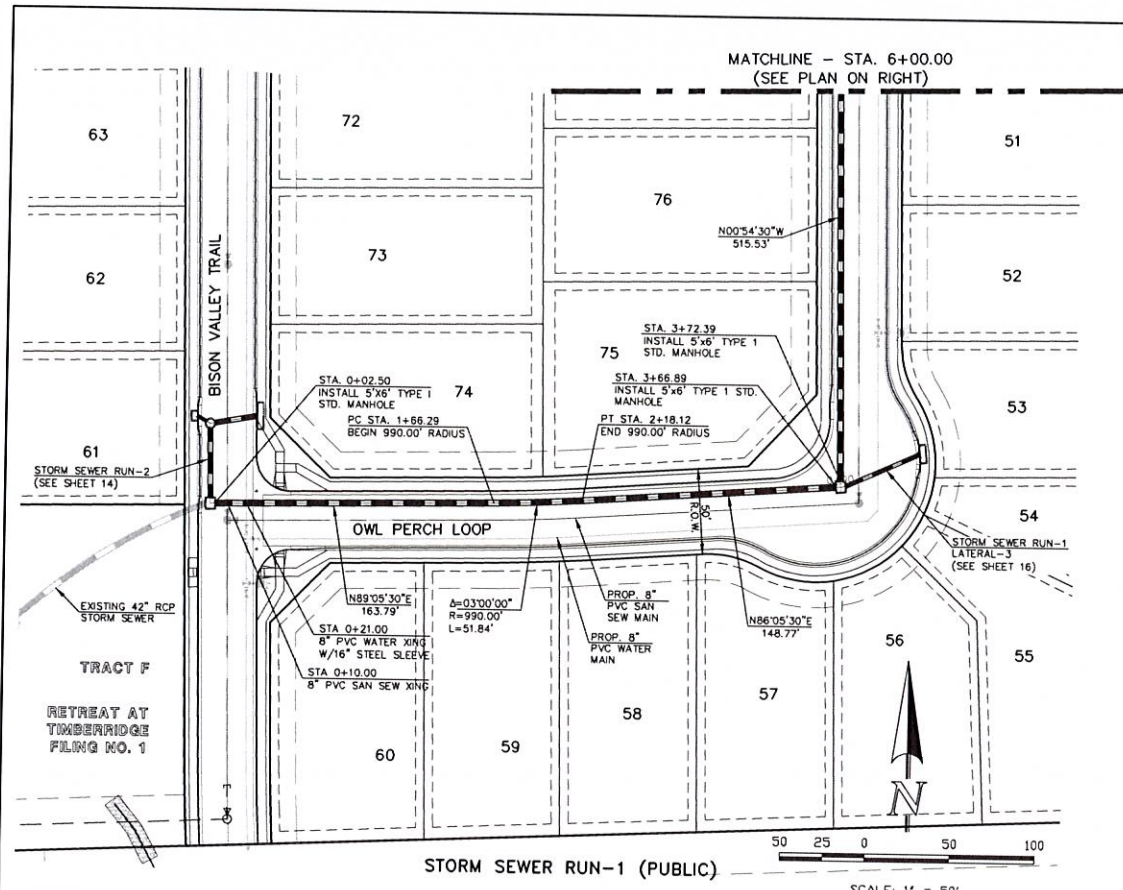 MATCHLINE - STA. 6+00.00
(SEE PLAN ON RIGHT)
63
72
51
76
N00°54'30"W
515.53'
BISON VALLEY TRAIL
62
73
52
STA. 3+72.39
INSTALL 5'x6' TYPE 1
STD. MANHOLE
75
STA. 0+02.50
INSTALL 5'X6' TYPE I
STD. MANHOLE
74
STA. 3+66.89
INSTALL 5'x6' TYPE 1 STD.
MANHOLE
53
PC STA. 1+66.29
BEGIN 990.00' RADIUS
PT STA. 2+18.12
END 990.00' RADIUS
61
STORM SEWER RUN-2
(SEE SHEET 14)
50'
R.O.W.
OWL PERCH LOOP
54
STORM SEWER RUN-1
LATERAL-3
(SEE SHEET 16)
EXISTING 42" RCP
STORM SEWER
N89°05'30"E
163.79'
Δ=03°00'00"
R=990.00'
L=51.84'
PROP. 8"
PVC SAN
SEW MAIN
N86°05'30"E
148.77'
STA 0+21.00
8" PVC WATER XING
W/16" STEEL SLEEVE
PROP. 8"
PVC WATER
MAIN
56
55
TRACT F
STA 0+10.00
8" PVC SAN SEW XING
RETREAT AT
TIMBERRIDGE
FILING NO. 1
57
58
59
60
N
STORM SEWER RUN-1 (PUBLIC)
50 25 0 50 100
SCALE: 1" = 50'